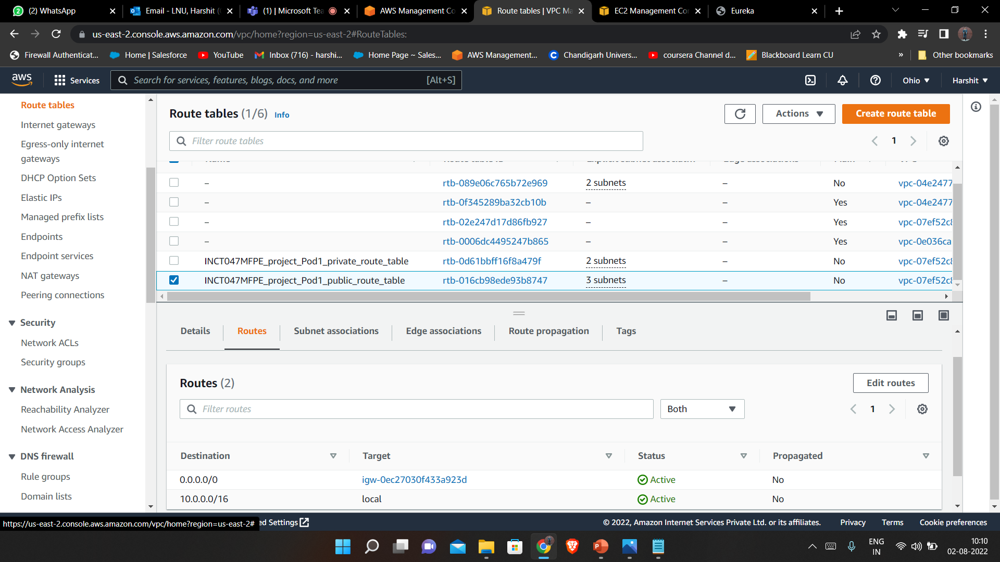 (2) WhatsApp
Email - LNU, Harshit (
(1) | Microsoft Tea
AWS Management Co
Route tables | VPC Ma
EC2 Management Con
Eureka
us-east-2.console.aws.amazon.com/vpc/home?region=us-east-2#RouteTables:
Firewall Authenticat...
Home | Salesforce
YouTube
Inbox (716) - harshi...
Home Page ~ Sales...
AWS Management...
Chandigarh Univers...
coursera Channel d...
Blackboard Learn CU
»
Other bookmarks
aws
Services
Search for services, features, blogs, docs, and more
[Alt+S]
Ohio
Harshit
Route tables
Internet gateways
Egress-only internet
gateways
DHCP Option Sets
Elastic IPs
Managed prefix lists
Endpoints
Endpoint services
NAT gateways
Peering connections
Security
Network ACLs
Security groups
Network Analysis
Reachability Analyzer
Network Access Analyzer
DNS firewall
Rule groups
Domain lists
Route tables (1/6) Info
Actions
Create route table
Filter route tables
1
– rtb-089e06c765b72e969 2 subnets – No vpc-04e2477
– rtb-0f345289ba32cb10b – – Yes vpc-04e2477
– rtb-02e247d17d86fb927 – – Yes vpc-07ef52c8
– rtb-0006dc4495247b865 – – Yes vpc-0e036ca
INCT047MFPE_project_Pod1_private_route_table rtb-0d61bbff16f8a479f 2 subnets – No vpc-07ef52c8
INCT047MFPE_project_Pod1_public_route_table rtb-016cb98ede93b8747 3 subnets – No vpc-07ef52c8
Details
Routes
Subnet associations
Edge associations
Route propagation
Tags
Routes (2)
Edit routes
Filter routes
Both
1
Destination Target Status Propagated
0.0.0.0/0 igw-0ec27030f433a923d Active No
10.0.0.0/16 local Active No
https://us-east-2.console.aws.amazon.com/vpc/home?region=us-east-2#
ed Settings
© 2022, Amazon Internet Services Private Ltd. or its affiliates.
Privacy
Terms
Cookie preferences
ENG
IN
10:10
02-08-2022